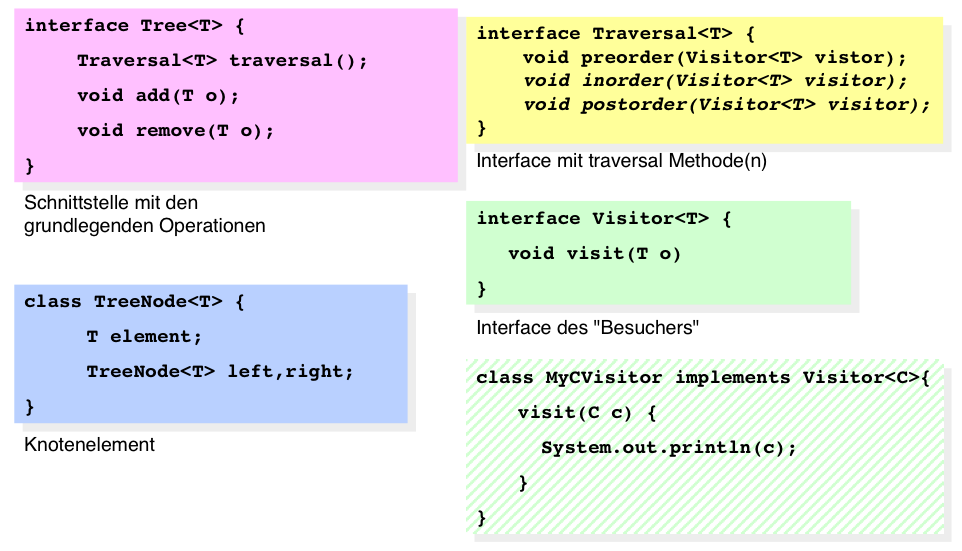 interface Tree<T> {
Traversal<T> traversal();
void add(T o);
void remove(T o);
}
Schnittstelle mit den
grundlegenden Operationen
class TreeNode<T> {
T element;
TreeNode<T> left,right;
}
Knotenelement
interface Traversal<T> {
void preorder(Visitor<T> vistor);
void inorder(Visitor<T> visitor);
void postorder(Visitor<T> visitor);
}
Interface mit traversal Methode(n)
interface Visitor<T> {
void visit(T o)
}
Interface des "Besuchers"
class MyCVisitor implements Visitor<C>{
visit(C c) {
System.out.println(c);
}
}